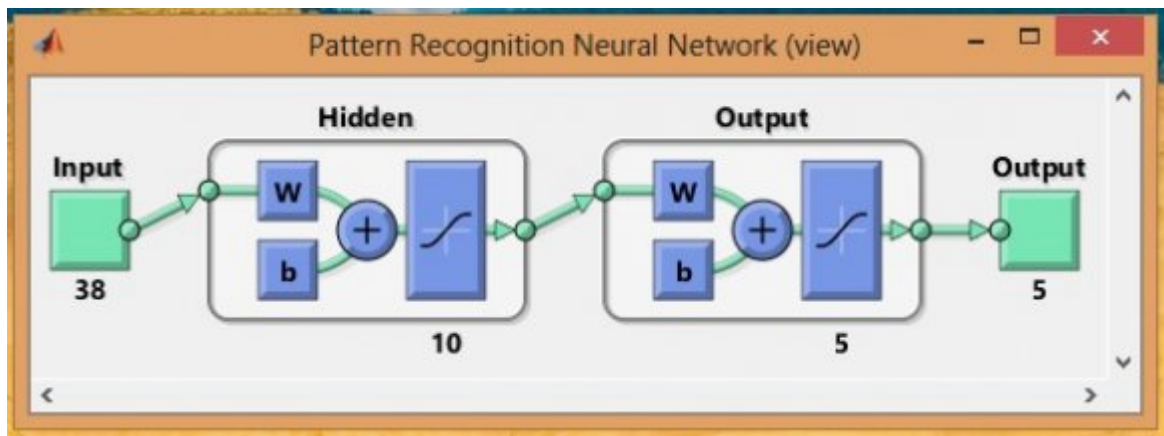 Pattern Recognition Neural Network (view)
Hidden
Output
Input
Output
W
W
+
+
b
b
38
5
10
5